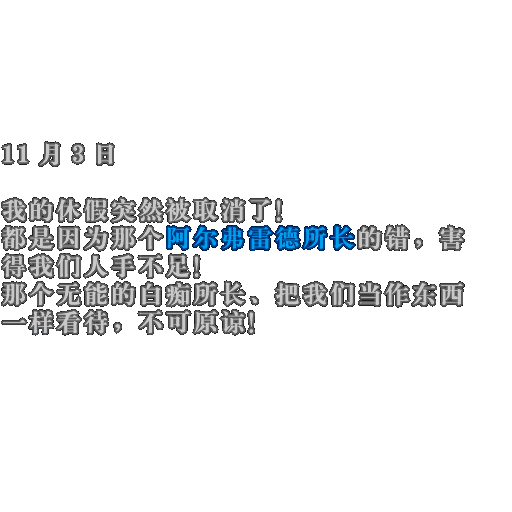 11 月 3 日
我的休假突然被取消了!
都是因为那个阿尔弗雷德所长的错，害
得我们人手不足!
那个无能的白痴所长、把我们当作东西
一样看待，不可原谅!